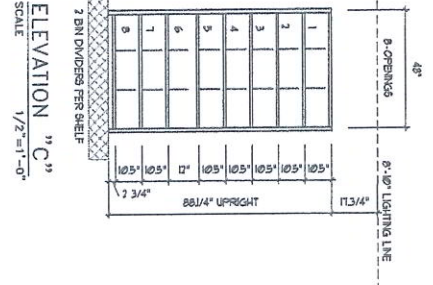 48"
8-OPENINGS
8'-10" LIGHTING LINE
17.3/4"
1 10.5"
2 10.5"
3 10.5"
4 10.5"
5 10.5"
6 12"
7 10.5"
8 10.5"
88.1/4" UPRIGHT
2 3/4"
2 BIN DIVIDERS PER SHELF
ELEVATION "C"
SCALE 1/2"=1'-0"